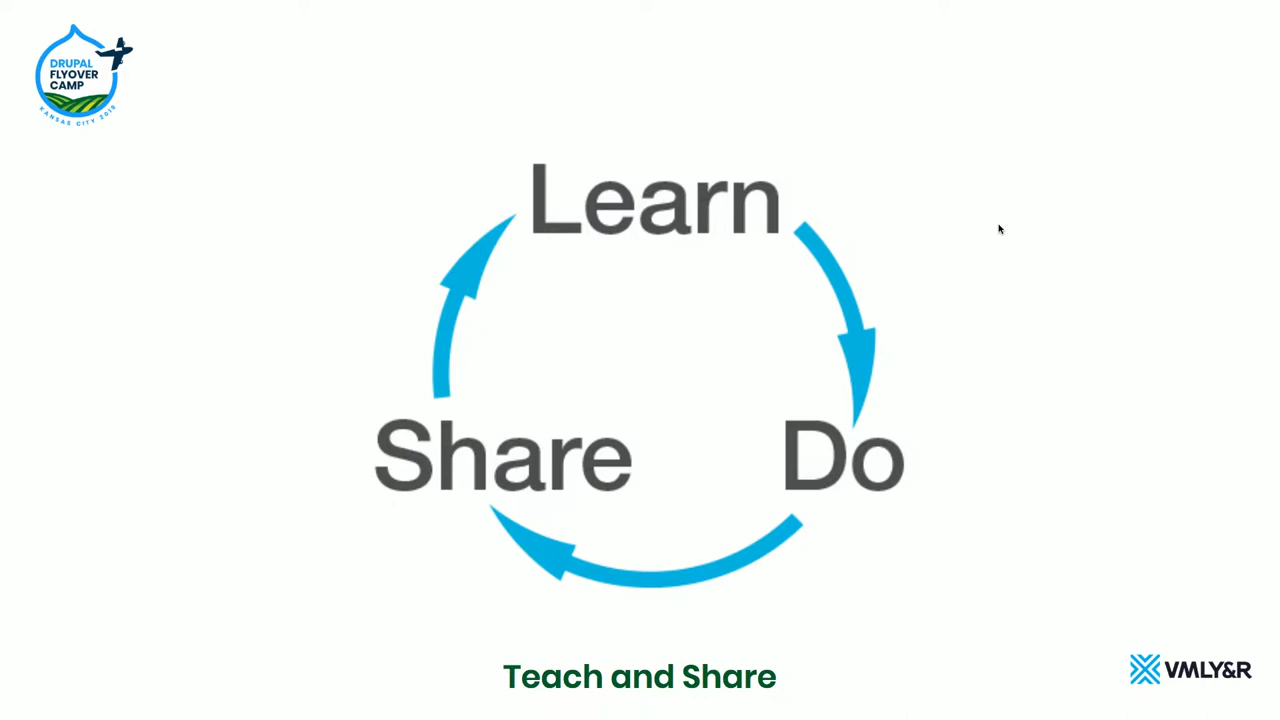 DRUPAL
FLYOVER
CAMP
KANSAS CITY 2019
Learn
Share
Do
Teach and Share
VMLY&R